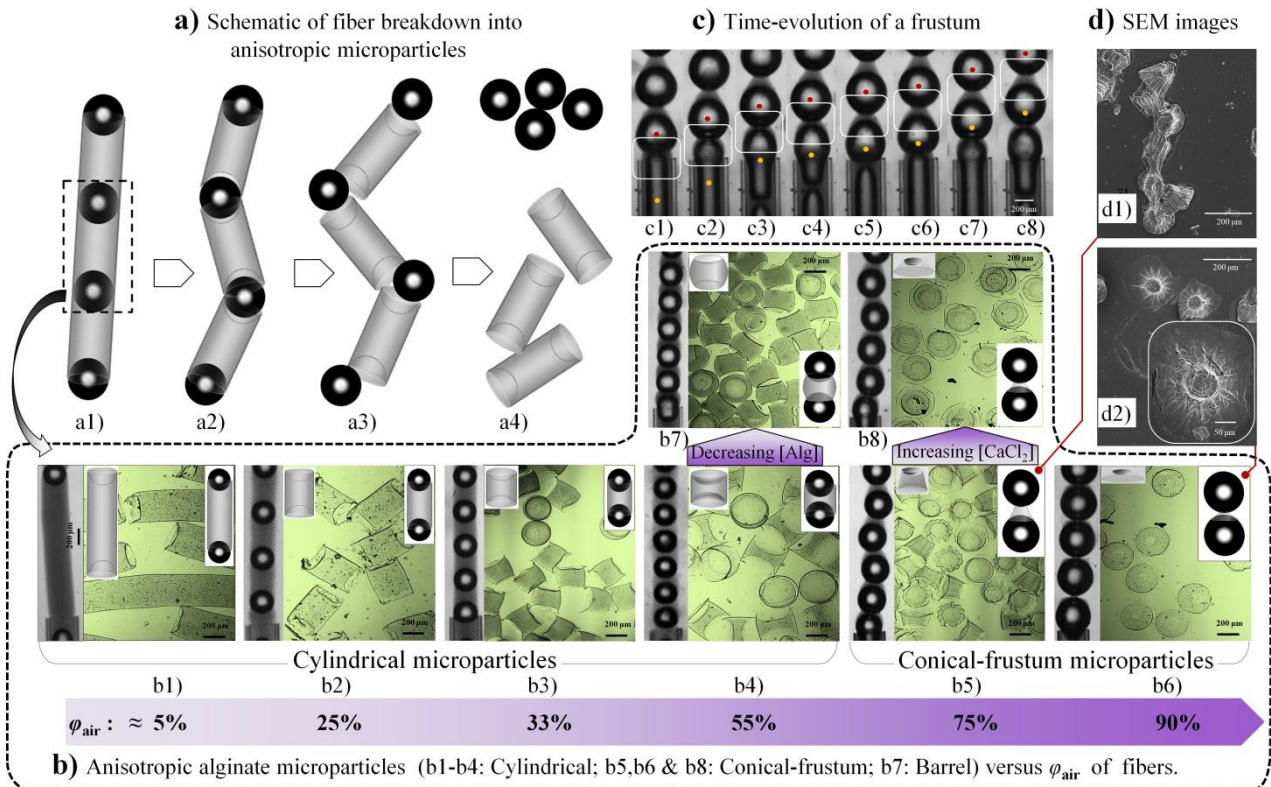 a) Schematic of fiber breakdown into
anisotropic microparticles
a1)
a2)
a3)
a4)
c) Time-evolution of a frustum
200 μm
c1)
c2)
c3)
c4)
c5)
c6)
c7)
c8)
d) SEM images
d1)
200 μm
200 μm
d2)
50 μm
200 μm
b7)
200 μm
b8)
Decreasing [Alg]
Increasing [CaCl₂]
200 μm
200 μm
200 μm
200 μm
200 μm
200 μm
200 μm
Cylindrical microparticles
Conical-frustum microparticles
b1)
b2)
b3)
b4)
b5)
b6)
φair : ≈ 5% 25% 33% 55% 75% 90%
b) Anisotropic alginate microparticles (b1-b4: Cylindrical; b5,b6 & b8: Conical-frustum; b7: Barrel) versus φair of fibers.